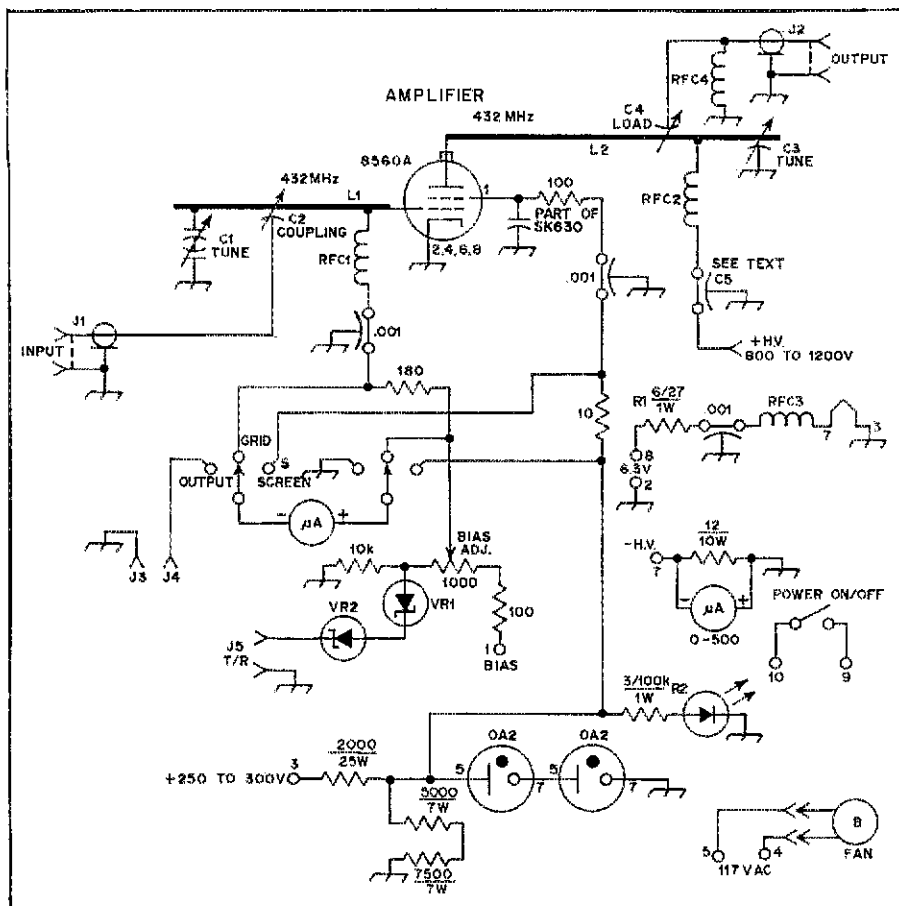 J2
OUTPUT
RFC4
AMPLIFIER
C4
LOAD
432 MHz
L2
C3
TUNE
8560A
1
100
PART OF
SK630
RFC2
432MHz
L1
C2
COUPLING
C1
TUNE
2,4,6,8
RFC1
.001
SEE TEXT
C5
J1
INPUT
.001
+H.V.
800 TO 1200V
180
10
R1
6/27
1W
.001
RFC3
7
3
GRID
OUTPUT
S
SCREEN
8
6.3V
2
- μA +
-H.V.
7
12
10W
J3
J4
10k
BIAS
ADJ.
1000
- μA +
0-500
POWER ON/OFF
VR2
VR1
100
J5
T/R
1
BIAS
10
9
3/100k
1W
R2
+250 TO 300V
3
2000
25W
0A2
0A2
5
7
5
7
5000
7W
7500
7W
B
FAN
5
4
117 VAC